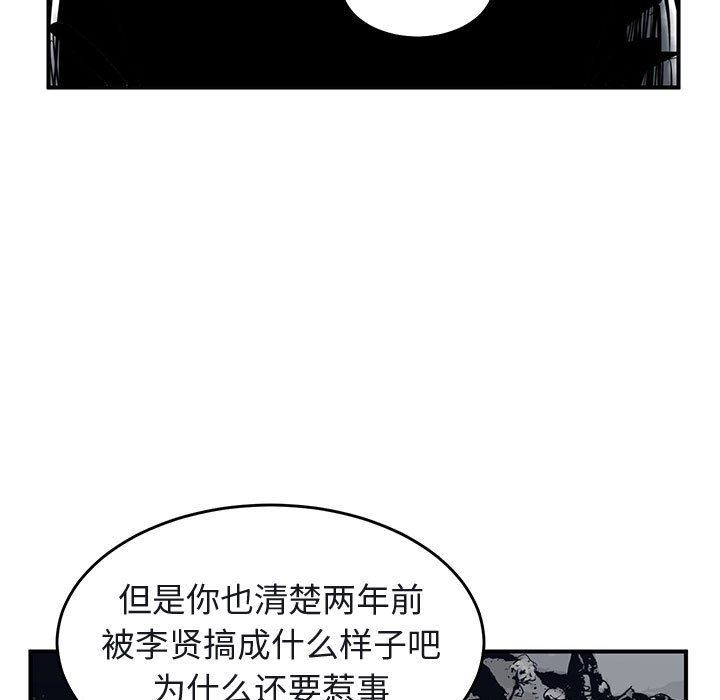 但是你也清楚两年前
被李贤搞成什么样子吧
为什么还要惹事